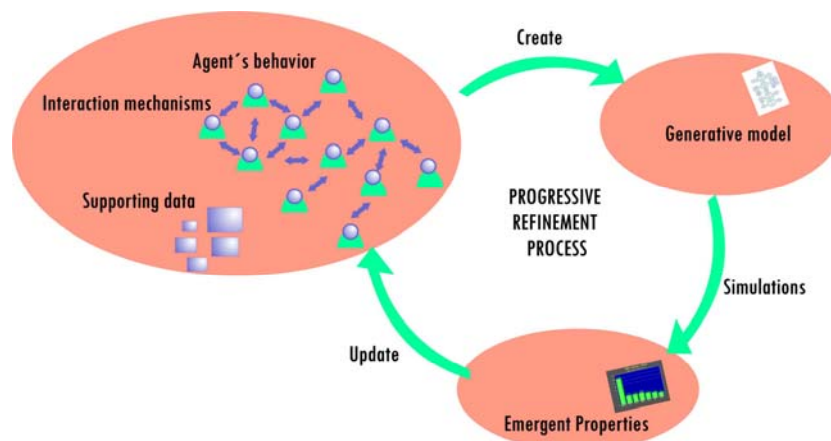 Agent´s behavior
Interaction mechanisms
Supporting data
Create
Generative model
PROGRESSIVE
REFINEMENT
PROCESS
Simulations
Update
Emergent Properties